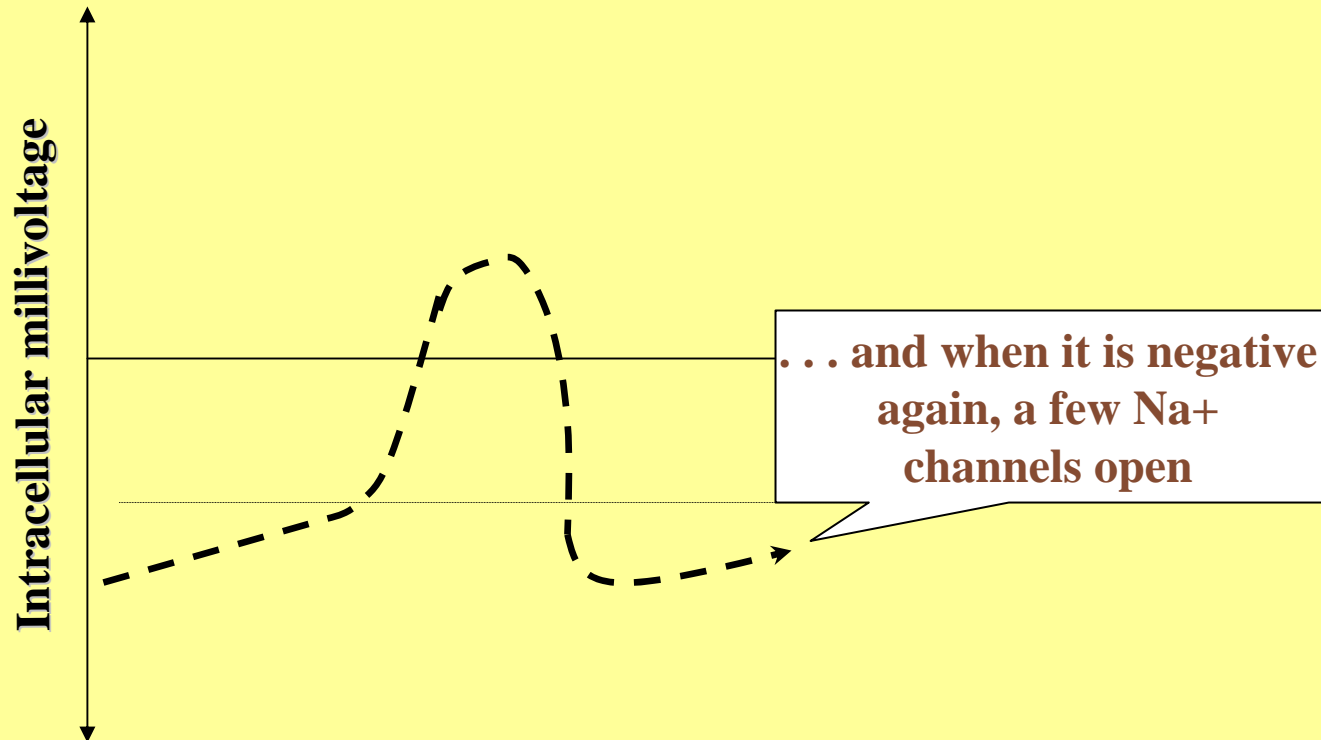 Intracellular millivoltage
. . . and when it is negative
again, a few Na+
channels open